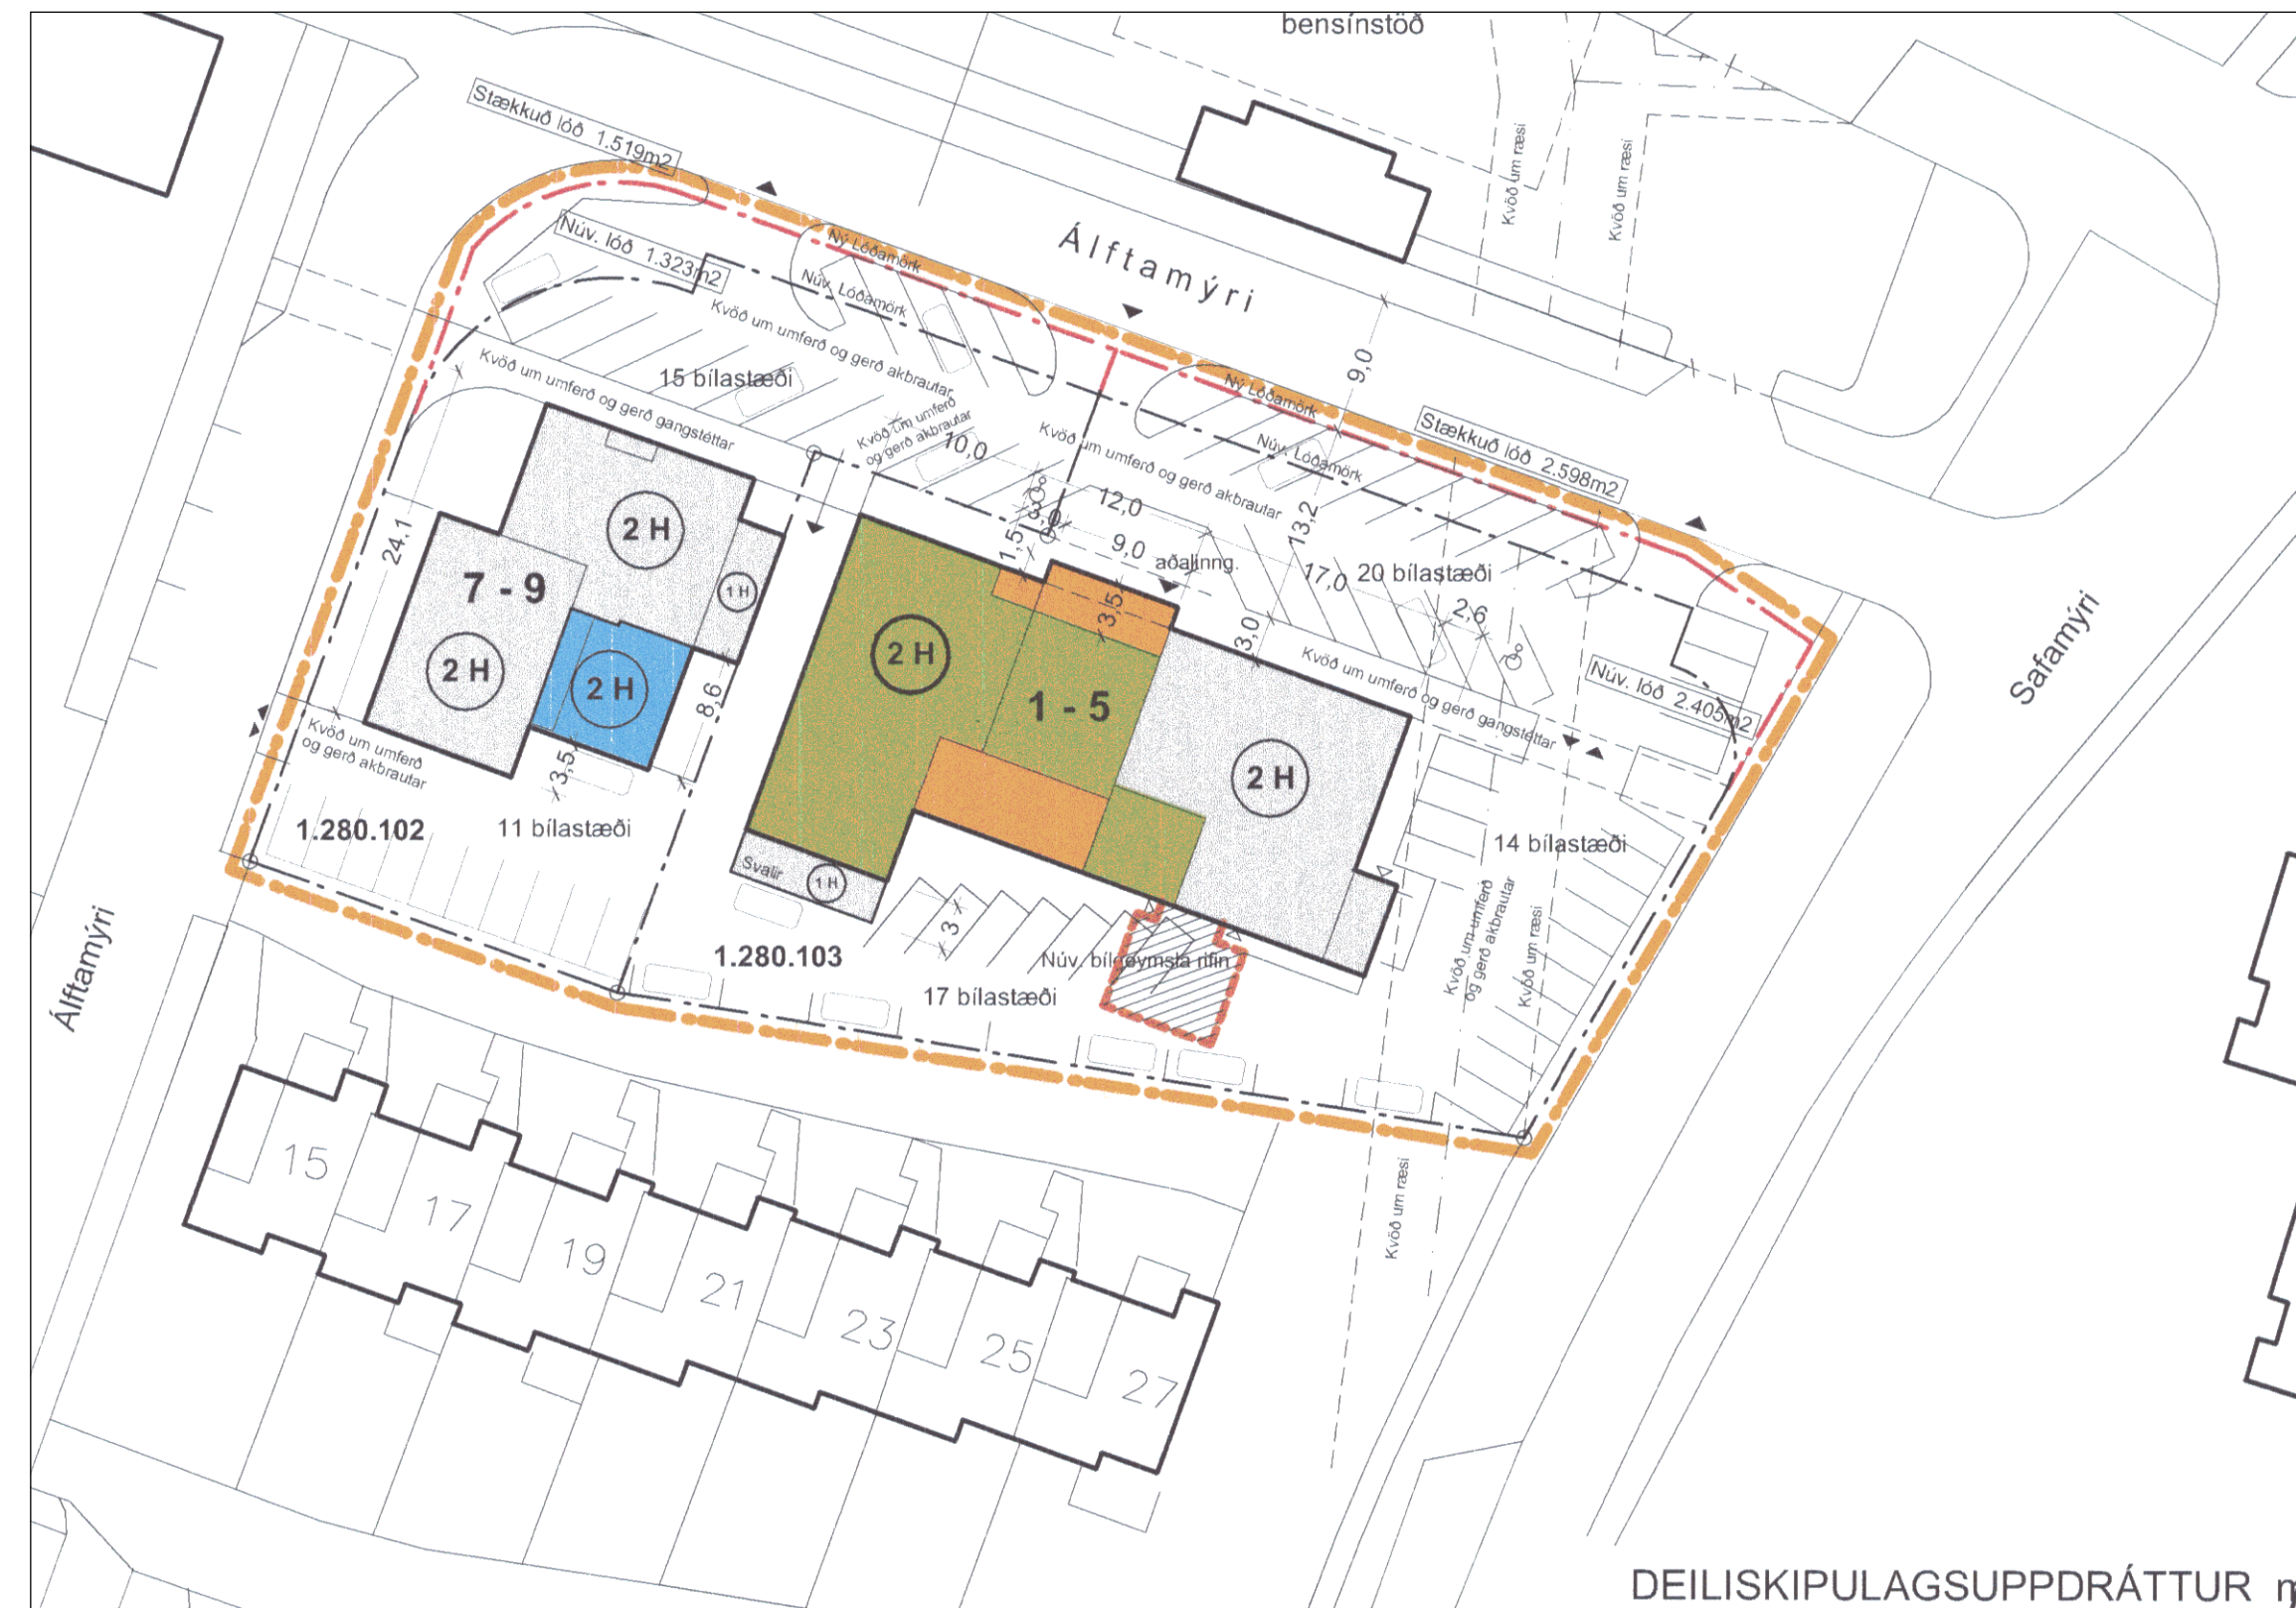 bensínstöð
Stækkuð lóð 1.519m2
Kvöð um ræsi
Kvöð um ræsi
Núv. lóð 1.323m2
Ný Lóðamörk
Núv. Lóðamörk
Álftamýri
Kvöð um umferð og gerð akbrautar
Kvöð um umferð og gerð gangstéttar
15 bílastæði
9,0
Ný Lóðamörk
Stækkuð lóð 2.598m2
Kvöð um umferð
og gerð akbrautar
10,0
Kvöð um umferð og gerð akbrautar
Núv. Lóðamörk
24,1
2 H
12,0
3,0
1,5
9,0
aðalinng.
13,2
17,0
20 bílastæði
2,6
7 - 9
1 H
3,5
3,0
Safamýri
2 H
2 H
2 H
8,6
1 - 5
Kvöð um umferð og gerð gangstéttar
Núv. lóð 2.405m2
Kvöð um umferð
og gerð akbrautar
3,5
2 H
1.280.102
11 bílastæði
14 bílastæði
Svalir
1 H
3
Kvöð um umferð
og gerð akbrautar
Kvöð um ræsi
Álftamýri
1.280.103
Núv. bílgeymsla rifin
17 bílastæði
15
17
19
21
23
25
27
Kvöð um ræsi
DEILISKIPULAGSUPPDRÁTTUR